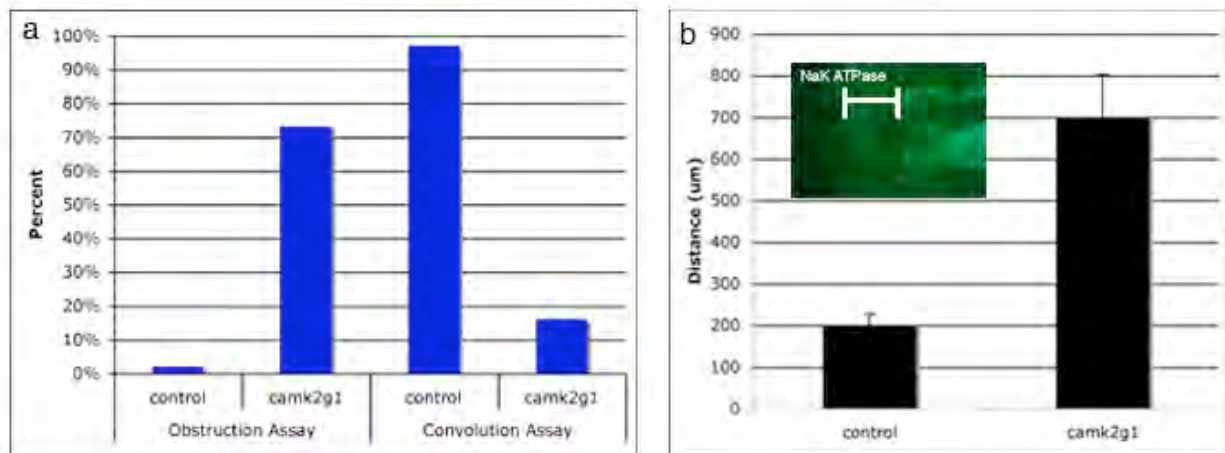 a
100%
90%
80%
70%
60%
50%
40%
30%
20%
10%
0%
Percent
control camk2g1 control camk2g1
Obstruction Assay Convolution Assay
b
900
800
700
600
500
400
300
200
100
0
Distance (um)
NaK ATPase
control camk2g1